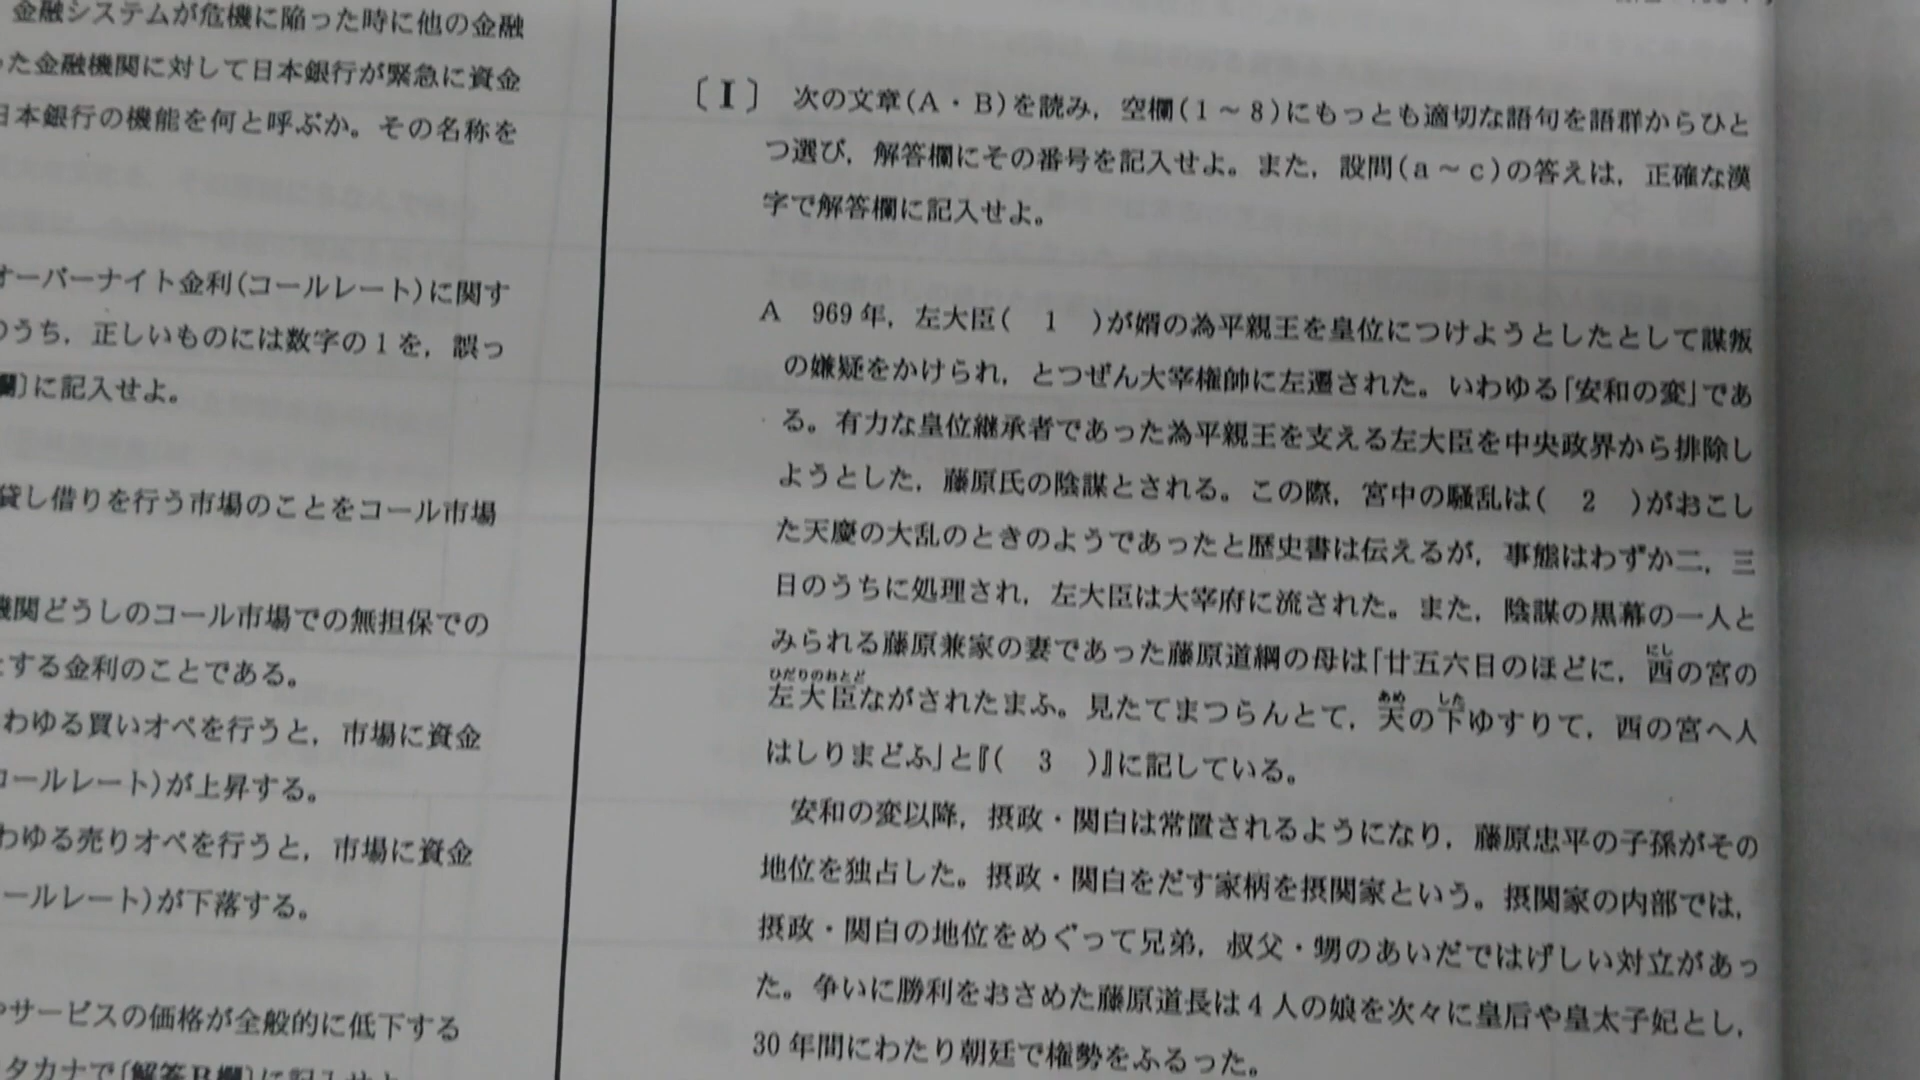 金融システムが危機に陥った時に他の金融
た金融機関に対して日本銀行が緊急に資金
日本銀行の機能を何と呼ぶか。その名称を
オーバーナイト金利(コールレート)に関す
のうち，正しいものには数字の1を，誤っ
欄〕に記入せよ。
貸し借りを行う市場のことをコール市場
機関どうしのコール市場での無担保での
とする金利のことである。
わゆる買いオペを行うと，市場に資金
コールレート)が上昇する。
わゆる売りオペを行うと，市場に資金
ールレート)が下落する。
やサービスの価格が全般的に低下する
タカナで〔解答B欄〕に記入せよ
〔Ⅰ〕 次の文章(A・B)を読み，空欄(1～8)にもっとも適切な語句を語群からひと
つ選び，解答欄にその番号を記入せよ。また，設問(a～c)の答えは，正確な漢
字で解答欄に記入せよ。
A 969年，左大臣( 1 )が婿の為平親王を皇位につけようとしたとして謀叛
の嫌疑をかけられ，とつぜん大宰権帥に左遷された。いわゆる「安和の変」であ
る。有力な皇位継承者であった為平親王を支える左大臣を中央政界から排除し
ようとした，藤原氏の陰謀とされる。この際，宮中の騒乱は( 2 )がおこし
た天慶の大乱のときのようであったと歴史書は伝えるが，事態はわずか二，三
日のうちに処理され，左大臣は大宰府に流された。また，陰謀の黒幕の一人と
みられる藤原兼家の妻であった藤原道綱の母は「廿五六日のほどに，西の宮の
左大臣ながされたまふ。見たてまつらんとて，天の下ゆすりて，西の宮へ人
はしりまどふ」と『( 3 )』に記している。
安和の変以降，摂政・関白は常置されるようになり，藤原忠平の子孫がその
地位を独占した。摂政・関白をだす家柄を摂関家という。摂関家の内部では，
摂政・関白の地位をめぐって兄弟，叔父・甥のあいだではげしい対立があっ
た。争いに勝利をおさめた藤原道長は4人の娘を次々に皇后や皇太子妃とし，
30年間にわたり朝廷で権勢をふるった。